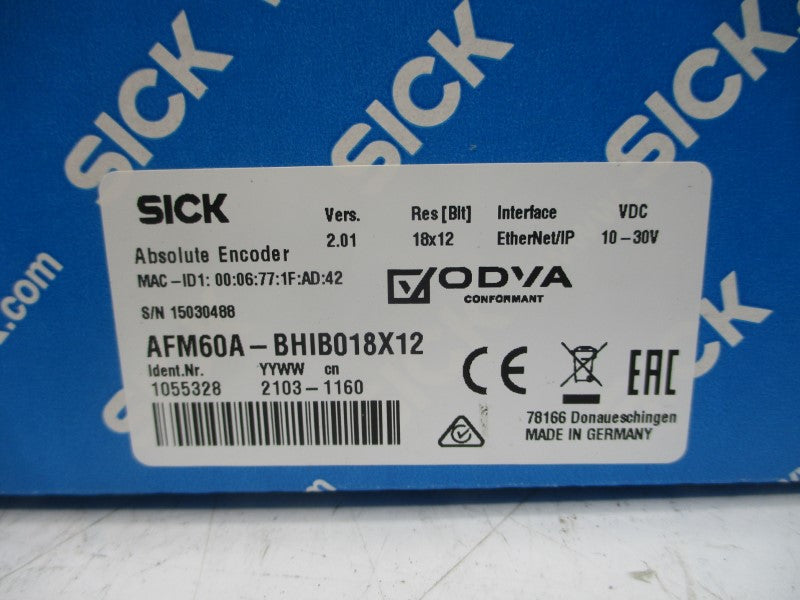 SICK
SICK
SICK
SICK
SICK
Vers. Res [Bit] Interface VDC
2.01 18x12 EtherNet/IP 10-30V
Absolute Encoder
MAC-ID1: 00:06:77:1F:AD:42
ODVA
CONFORMANT
S/N 15030488
AFM60A-BHIB018X12
Ident.Nr. YYWW cn
1055328 2103-1160
CE
EAC
78166 Donaueschingen
MADE IN GERMANY
.com